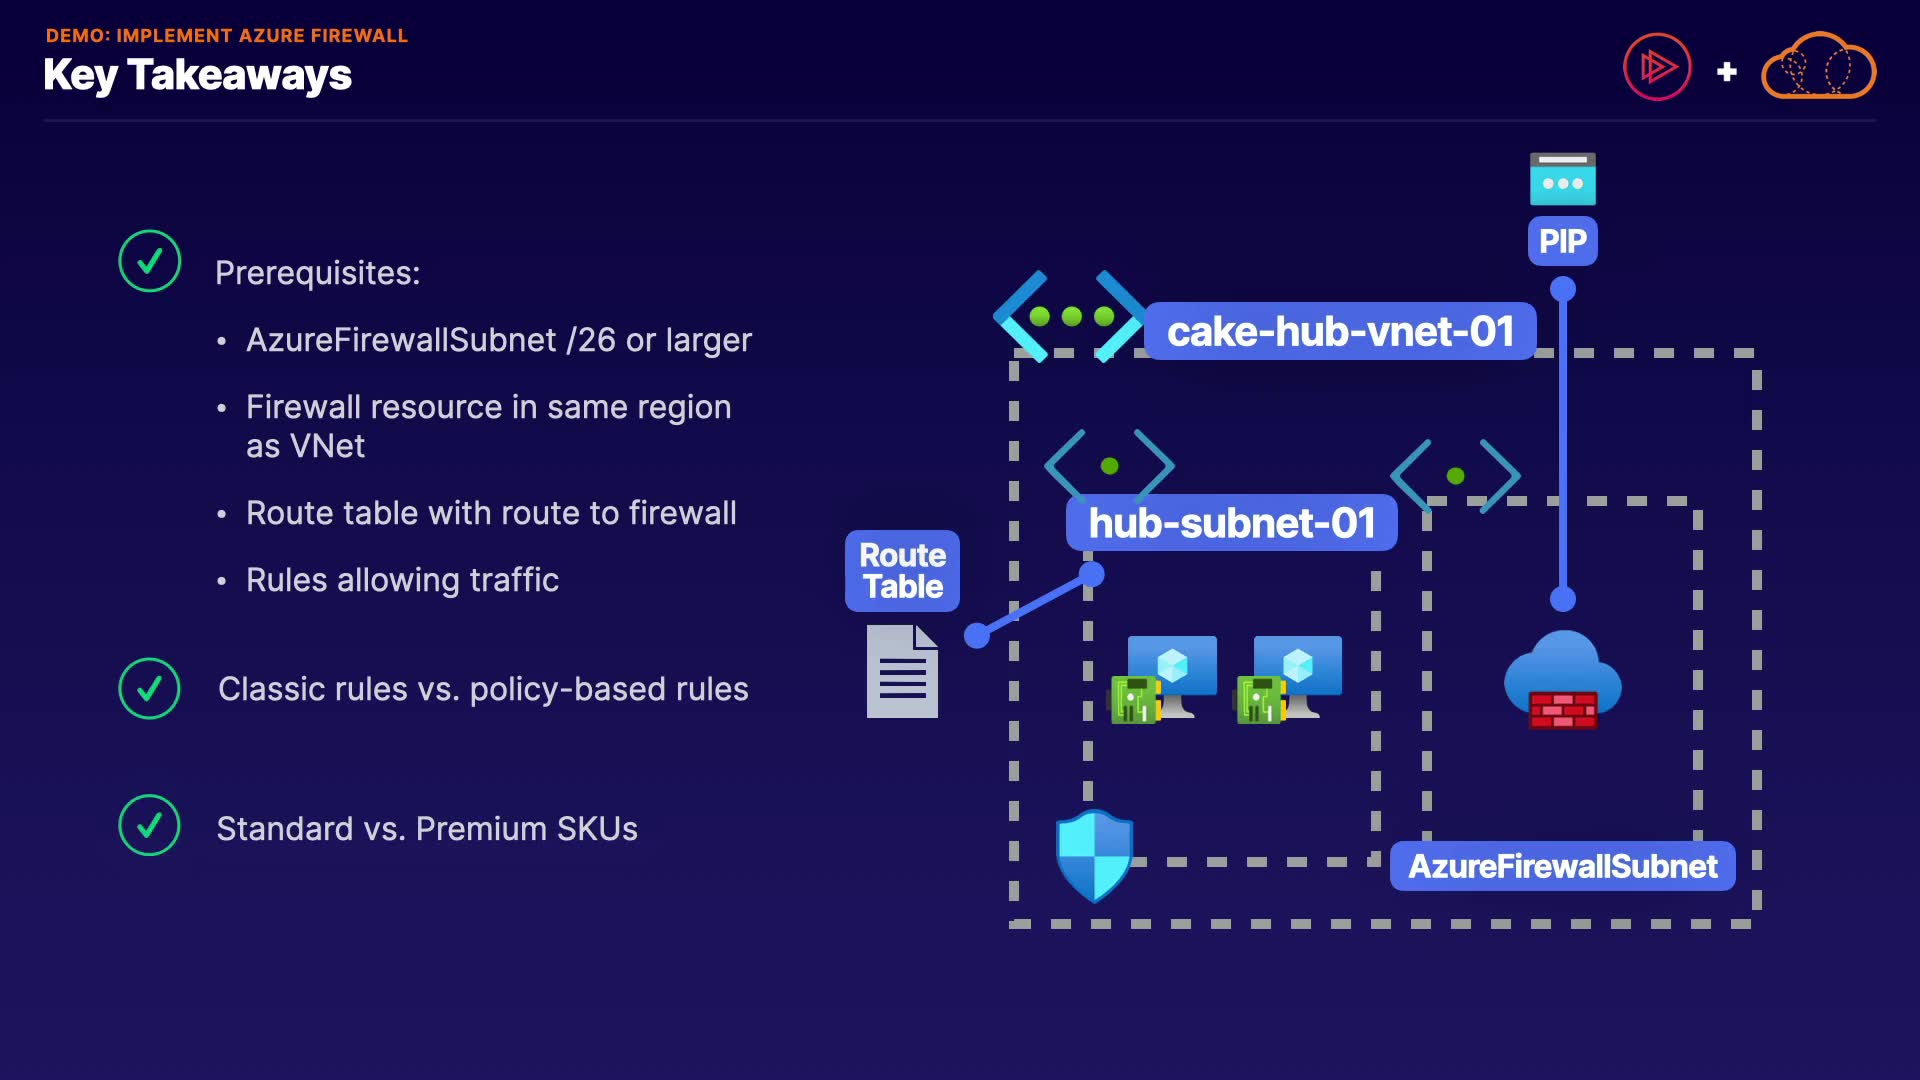 DEMO: IMPLEMENT AZURE FIREWALL
Key Takeaways
+
Prerequisites:
• AzureFirewallSubnet /26 or larger
• Firewall resource in same region
as VNet
• Route table with route to firewall
• Rules allowing traffic
Classic rules vs. policy-based rules
Standard vs. Premium SKUs
PIP
cake-hub-vnet-01
hub-subnet-01
Route
Table
AzureFirewallSubnet